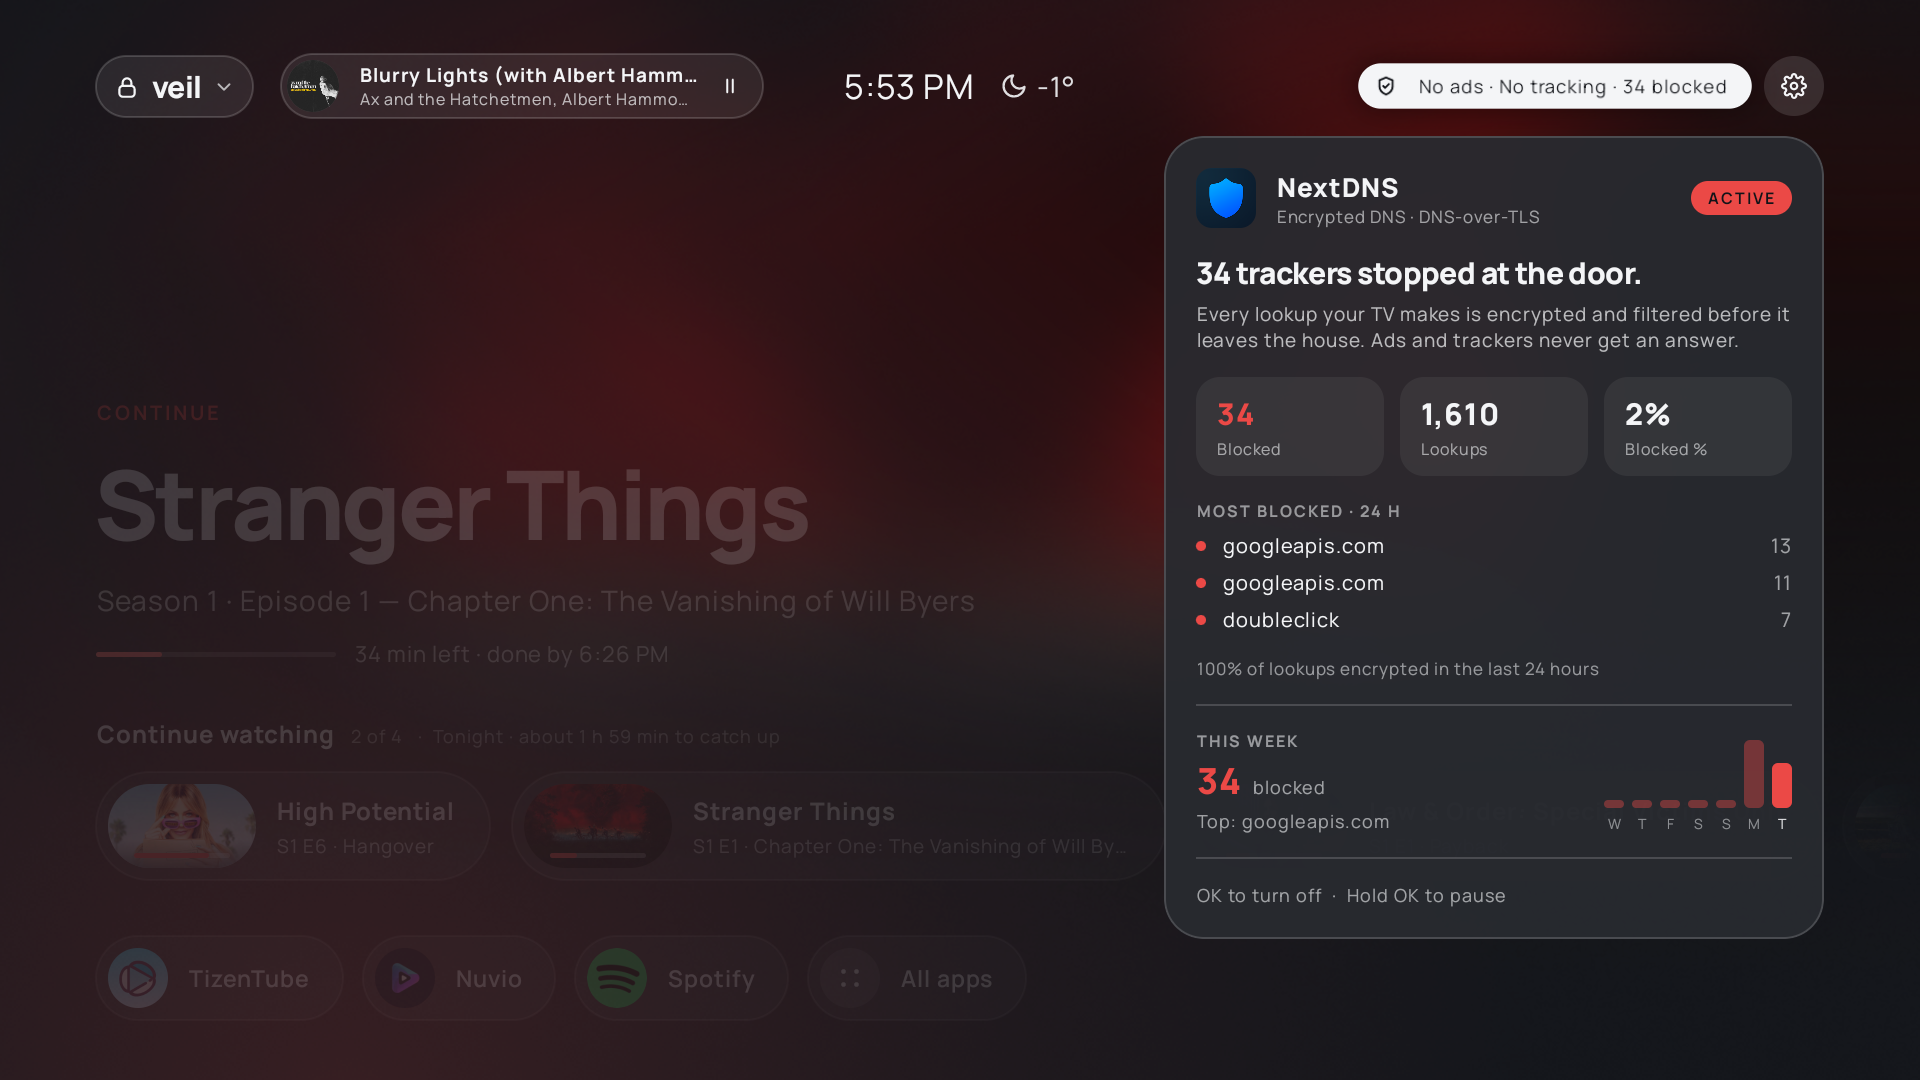 veil
Blurry Lights (with Albert Hamm...
Ax and the Hatchetmen, Albert Hammo...
5:53 PM
-1°
No ads · No tracking · 34 blocked
NextDNS
Encrypted DNS · DNS-over-TLS
ACTIVE
34 trackers stopped at the door.
Every lookup your TV makes is encrypted and filtered before it
leaves the house. Ads and trackers never get an answer.
34
Blocked
1,610
Lookups
2%
Blocked %
MOST BLOCKED · 24 H
googleapis.com 13
googleapis.com 11
doubleclick 7
100% of lookups encrypted in the last 24 hours
THIS WEEK
34 blocked
Top: googleapis.com
W T F S S M T
OK to turn off · Hold OK to pause
CONTINUE
Stranger Things
Season 1 · Episode 1 — Chapter One: The Vanishing of Will Byers
34 min left · done by 6:26 PM
Continue watching 2 of 4 · Tonight · about 1 h 59 min to catch up
High Potential
S1 E6 · Hangover
Stranger Things
S1 E1 · Chapter One: The Vanishing of Will By...
TizenTube
Nuvio
Spotify
All apps